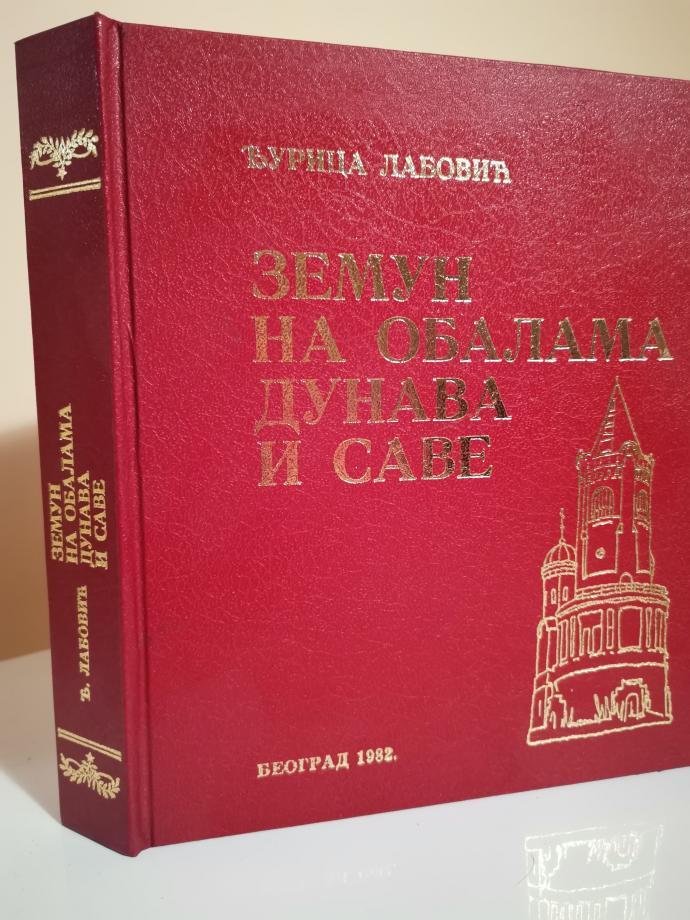 ЂУРИЦА ЛАБОВИЋ
ЗЕМУН
НА ОБАЛАМА
ДУНАВА
И САВЕ
БЕОГРАД 1982.
ЗЕМУН
НА ОБАЛАМА
ДУНАВА
И САВЕ
Ђ. ЛАБОВИЋ